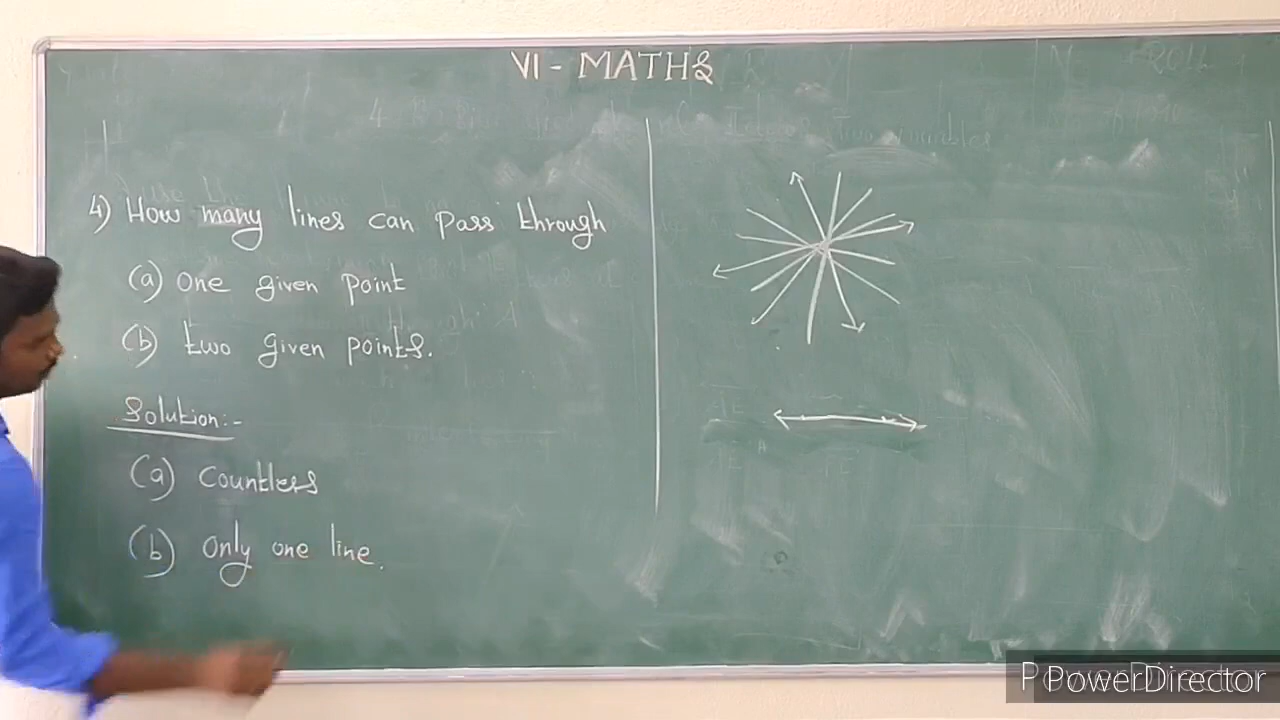 VI - MATHS
4) How many lines can pass through
(a) one given point
(b) two given points.
Solution:-
(a) Countless
(b) Only one line.
P PowerDirector